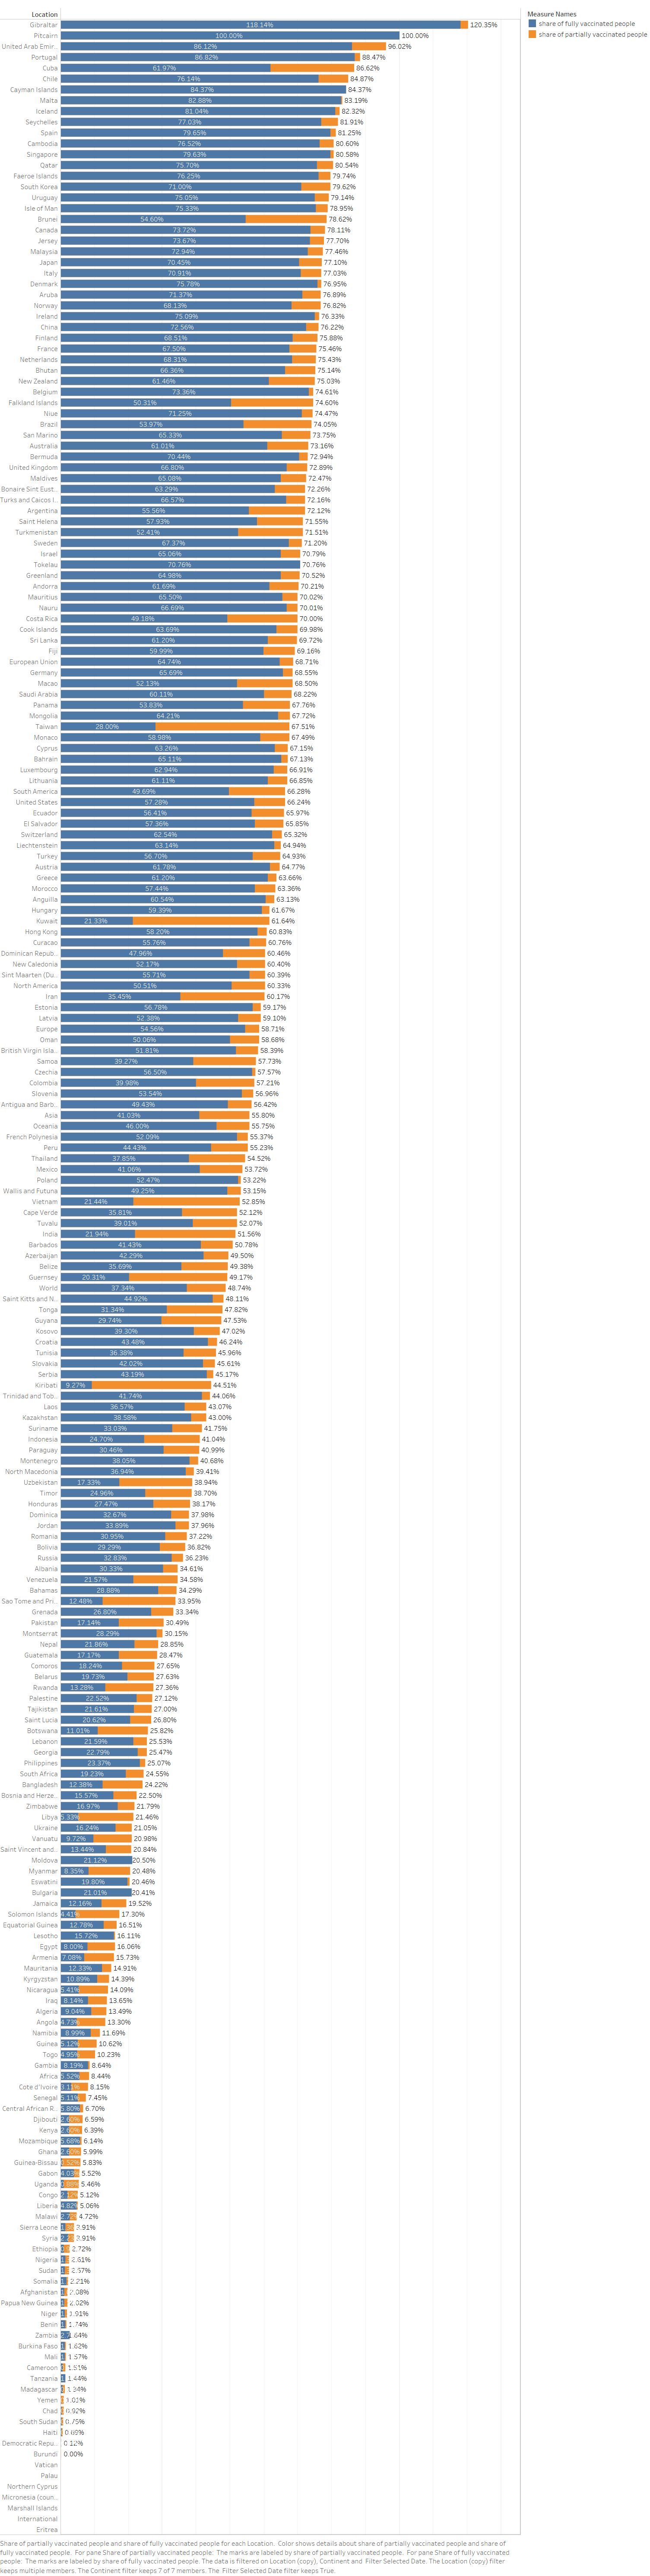 Location
Measure Names
share of fully vaccinated people
share of partially vaccinated people
Gibraltar 118.14% 120.35%
Pitcairn 100.00% 100.00%
United Arab Emir.. 86.12% 96.02%
Portugal 86.82% 88.47%
Cuba 61.97% 86.62%
Chile 76.14% 84.87%
Cayman Islands 84.37% 84.37%
Malta 82.88% 83.19%
Iceland 81.04% 82.32%
Seychelles 77.03% 81.91%
Spain 79.65% 81.25%
Cambodia 76.52% 80.60%
Singapore 79.63% 80.58%
Qatar 75.70% 80.54%
Faeroe Islands 76.25% 79.74%
South Korea 71.00% 79.62%
Uruguay 75.05% 79.14%
Isle of Man 75.33% 78.95%
Brunei 54.60% 78.62%
Canada 73.72% 78.11%
Jersey 73.67% 77.70%
Malaysia 72.94% 77.46%
Japan 70.45% 77.10%
Italy 70.91% 77.03%
Denmark 75.78% 76.95%
Aruba 71.37% 76.89%
Norway 68.13% 76.82%
Ireland 75.09% 76.33%
China 72.56% 76.22%
Finland 68.51% 75.88%
France 67.50% 75.46%
Netherlands 68.31% 75.43%
Bhutan 66.36% 75.14%
New Zealand 61.46% 75.03%
Belgium 73.36% 74.61%
Falkland Islands 50.31% 74.60%
Niue 71.25% 74.47%
Brazil 53.97% 74.05%
San Marino 65.33% 73.75%
Australia 61.01% 73.16%
Bermuda 70.44% 72.94%
United Kingdom 66.80% 72.89%
Maldives 65.08% 72.47%
Bonaire Sint Eust.. 63.29% 72.26%
Turks and Caicos I.. 66.57% 72.16%
Argentina 55.56% 72.12%
Saint Helena 57.93% 71.55%
Turkmenistan 52.41% 71.51%
Sweden 67.37% 71.20%
Israel 65.06% 70.79%
Tokelau 70.76% 70.76%
Greenland 64.98% 70.52%
Andorra 61.69% 70.21%
Mauritius 65.50% 70.02%
Nauru 66.69% 70.01%
Costa Rica 49.18% 70.00%
Cook Islands 63.69% 69.98%
Sri Lanka 61.20% 69.72%
Fiji 59.99% 69.16%
European Union 64.74% 68.71%
Germany 65.69% 68.55%
Macao 52.13% 68.50%
Saudi Arabia 60.11% 68.22%
Panama 53.83% 67.76%
Mongolia 64.21% 67.72%
Taiwan 28.00% 67.51%
Monaco 58.98% 67.49%
Cyprus 63.26% 67.15%
Bahrain 65.11% 67.13%
Luxembourg 62.94% 66.91%
Lithuania 61.11% 66.85%
South America 49.69% 66.28%
United States 57.28% 66.24%
Ecuador 56.41% 65.97%
El Salvador 57.36% 65.85%
Switzerland 62.54% 65.32%
Liechtenstein 63.14% 64.94%
Turkey 56.70% 64.93%
Austria 61.78% 64.77%
Greece 61.20% 63.66%
Morocco 57.44% 63.36%
Anguilla 60.54% 63.13%
Hungary 59.39% 61.67%
Kuwait 21.33% 61.64%
Hong Kong 58.20% 60.83%
Curacao 55.76% 60.76%
Dominican Repub.. 47.96% 60.46%
New Caledonia 52.17% 60.40%
Sint Maarten (Du.. 55.71% 60.39%
North America 50.51% 60.33%
Iran 35.45% 60.17%
Estonia 56.78% 59.17%
Latvia 52.38% 59.10%
Europe 54.56% 58.71%
Oman 50.06% 58.68%
British Virgin Isla.. 51.81% 58.39%
Samoa 39.27% 57.73%
Czechia 56.50% 57.57%
Colombia 39.98% 57.21%
Slovenia 53.54% 56.96%
Antigua and Barb.. 49.43% 56.42%
Asia 41.03% 55.80%
Oceania 46.00% 55.75%
French Polynesia 52.09% 55.37%
Peru 44.43% 55.23%
Thailand 37.85% 54.52%
Mexico 41.06% 53.72%
Poland 52.47% 53.22%
Wallis and Futuna 49.25% 53.15%
Vietnam 21.44% 52.85%
Cape Verde 35.81% 52.12%
Tuvalu 39.01% 52.07%
India 21.94% 51.56%
Barbados 41.43% 50.78%
Azerbaijan 42.29% 49.50%
Belize 35.69% 49.38%
Guernsey 20.31% 49.17%
World 37.34% 48.74%
Saint Kitts and N.. 44.92% 48.11%
Tonga 31.34% 47.82%
Guyana 29.74% 47.53%
Kosovo 39.30% 47.02%
Croatia 43.48% 46.24%
Tunisia 36.38% 45.96%
Slovakia 42.02% 45.61%
Serbia 43.19% 45.17%
Kiribati 9.27% 44.51%
Trinidad and Tob.. 41.74% 44.06%
Laos 36.57% 43.07%
Kazakhstan 38.58% 43.00%
Suriname 33.03% 41.75%
Indonesia 24.70% 41.04%
Paraguay 30.46% 40.99%
Montenegro 38.05% 40.68%
North Macedonia 36.94% 39.41%
Uzbekistan 17.33% 38.94%
Timor 24.96% 38.70%
Honduras 27.47% 38.17%
Dominica 32.67% 37.98%
Jordan 33.89% 37.96%
Romania 30.95% 37.22%
Bolivia 29.29% 36.82%
Russia 32.83% 36.23%
Albania 30.33% 34.61%
Venezuela 21.57% 34.58%
Bahamas 28.88% 34.29%
Sao Tome and Pri.. 12.48% 33.95%
Grenada 26.80% 33.34%
Pakistan 17.14% 30.49%
Montserrat 28.29% 30.15%
Nepal 21.86% 28.85%
Guatemala 17.17% 28.47%
Comoros 18.24% 27.65%
Belarus 19.73% 27.63%
Rwanda 13.28% 27.36%
Palestine 22.52% 27.12%
Tajikistan 21.61% 27.00%
Saint Lucia 20.62% 26.80%
Botswana 11.01% 25.82%
Lebanon 21.59% 25.53%
Georgia 22.79% 25.47%
Philippines 23.37% 25.07%
South Africa 19.23% 24.55%
Bangladesh 12.38% 24.22%
Bosnia and Herze.. 15.57% 22.50%
Zimbabwe 16.97% 21.79%
Libya 21.46%
Ukraine 16.24% 21.05%
Vanuatu 9.72% 20.98%
Saint Vincent and.. 13.44% 20.84%
Moldova 21.12% 20.50%
Myanmar 8.35% 20.48%
Eswatini 19.80% 20.46%
Bulgaria 21.01% 20.41%
Jamaica 12.16% 19.52%
Solomon Islands 4.41% 17.30%
Equatorial Guinea 12.78% 16.51%
Lesotho 15.72% 16.11%
Egypt 8.00% 16.06%
Armenia 7.08% 15.73%
Mauritania 12.33% 14.91%
Kyrgyzstan 10.89% 14.39%
Nicaragua 14.09%
Iraq 8.14% 13.65%
Algeria 9.04% 13.49%
Angola 4.73% 13.30%
Namibia 8.99% 11.69%
Guinea 10.62%
Togo 4.95% 10.23%
Gambia 8.19% 8.64%
Africa 8.44%
Cote d'Ivoire 8.15%
Senegal 7.45%
Central African R.. 6.70%
Djibouti 6.59%
Kenya 6.39%
Mozambique 6.14%
Ghana 5.99%
Guinea-Bissau 5.83%
Gabon 5.52%
Uganda 5.46%
Congo 5.12%
Liberia 5.06%
Malawi 4.72%
Sierra Leone
Syria
Ethiopia
Nigeria
Sudan
Somalia
Afghanistan
Papua New Guinea
Niger
Benin
Zambia
Burkina Faso
Mali
Cameroon
Tanzania
Madagascar
Yemen
Chad
South Sudan
Haiti
Democratic Repu.. 0.12%
Burundi 0.00%
Vatican
Palau
Northern Cyprus
Micronesia (coun..
Marshall Islands
International
Eritrea
Share of partially vaccinated people and share of fully vaccinated people for each Location. Color shows details about share of partially vaccinated people and share of
fully vaccinated people. For pane Share of partially vaccinated people: The marks are labeled by share of partially vaccinated people. For pane Share of fully vaccinated
people: The marks are labeled by share of fully vaccinated people. The data is filtered on Location (copy), Continent and Filter Selected Date. The Location (copy) filter
keeps multiple members. The Continent filter keeps 7 of 7 members. The Filter Selected Date filter keeps True.